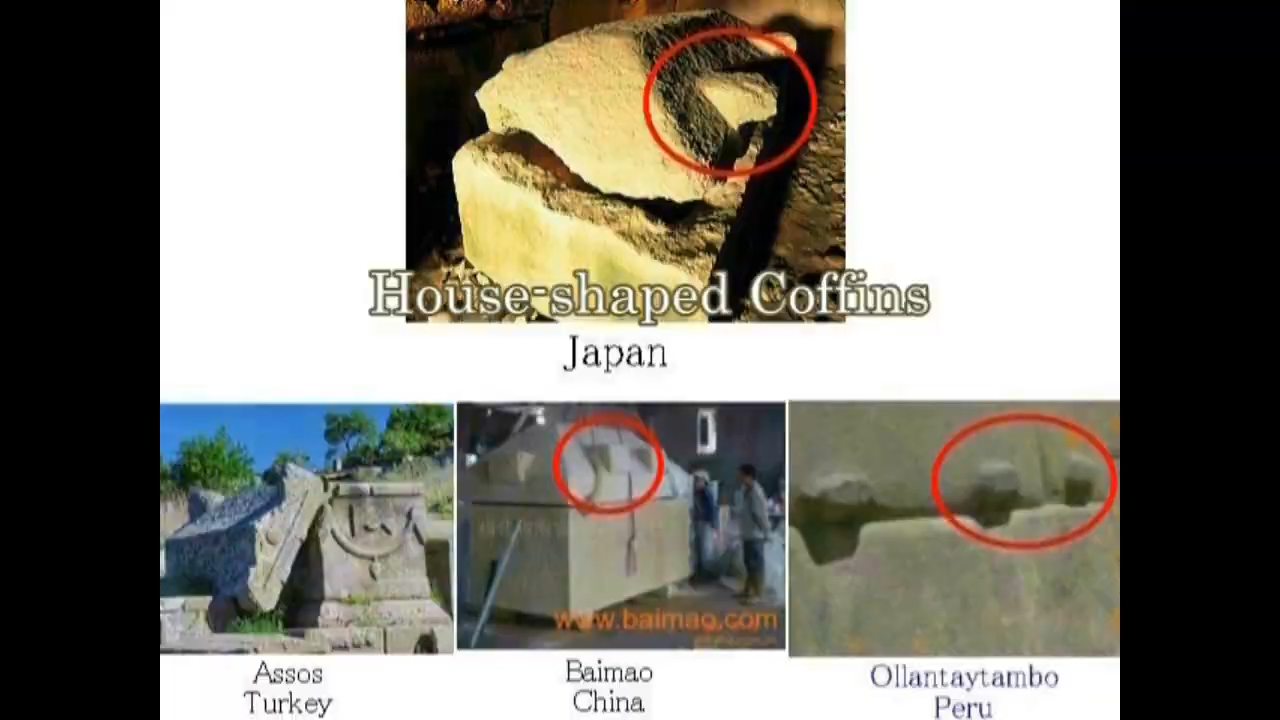 House-shaped Coffins
Japan
www.baimao.com
Assos
Turkey
Baimao
China
Ollantaytambo
Peru